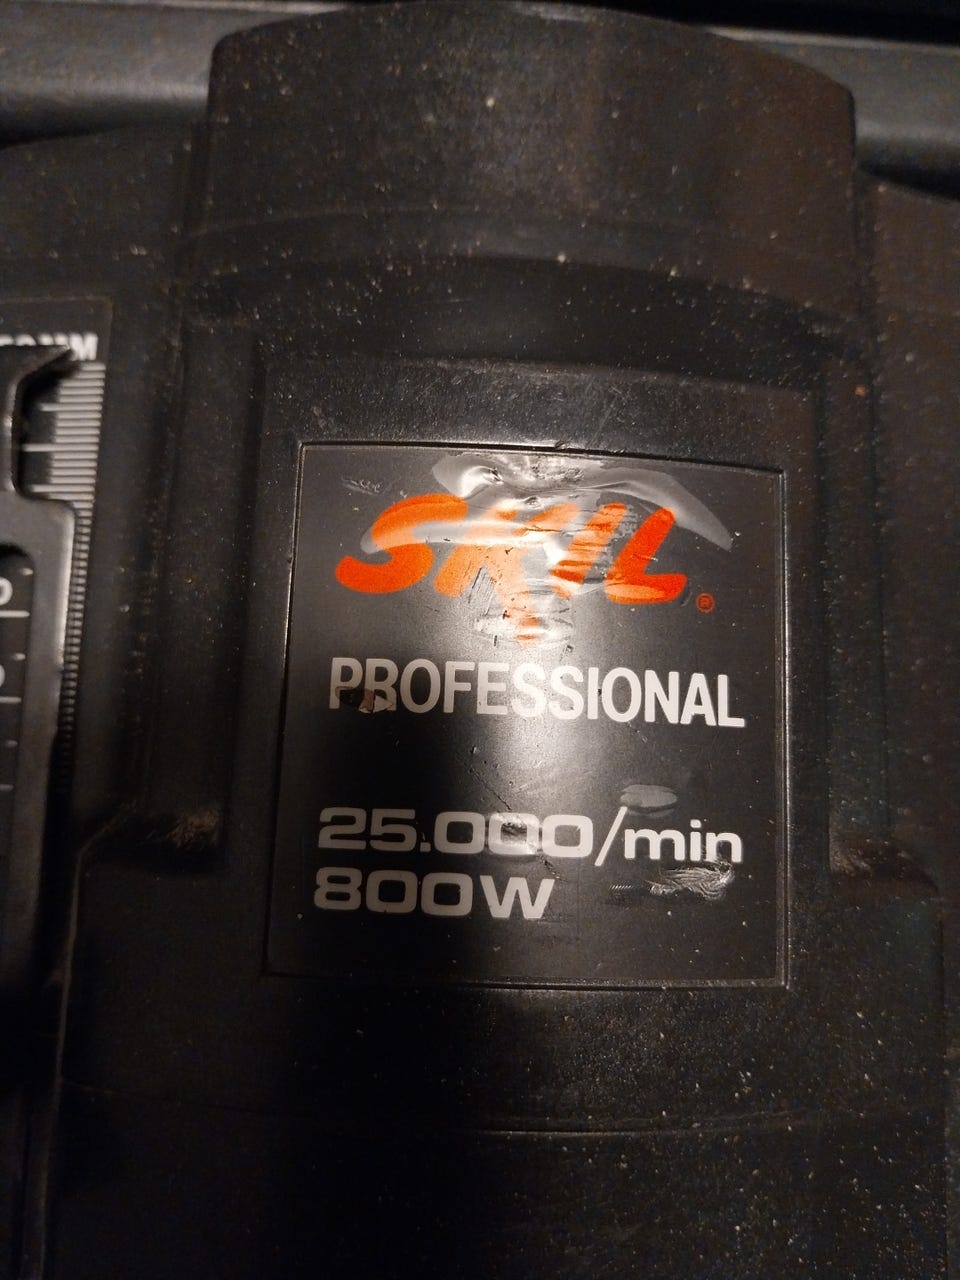 SKIL®
PROFESSIONAL
25.000/min
800W